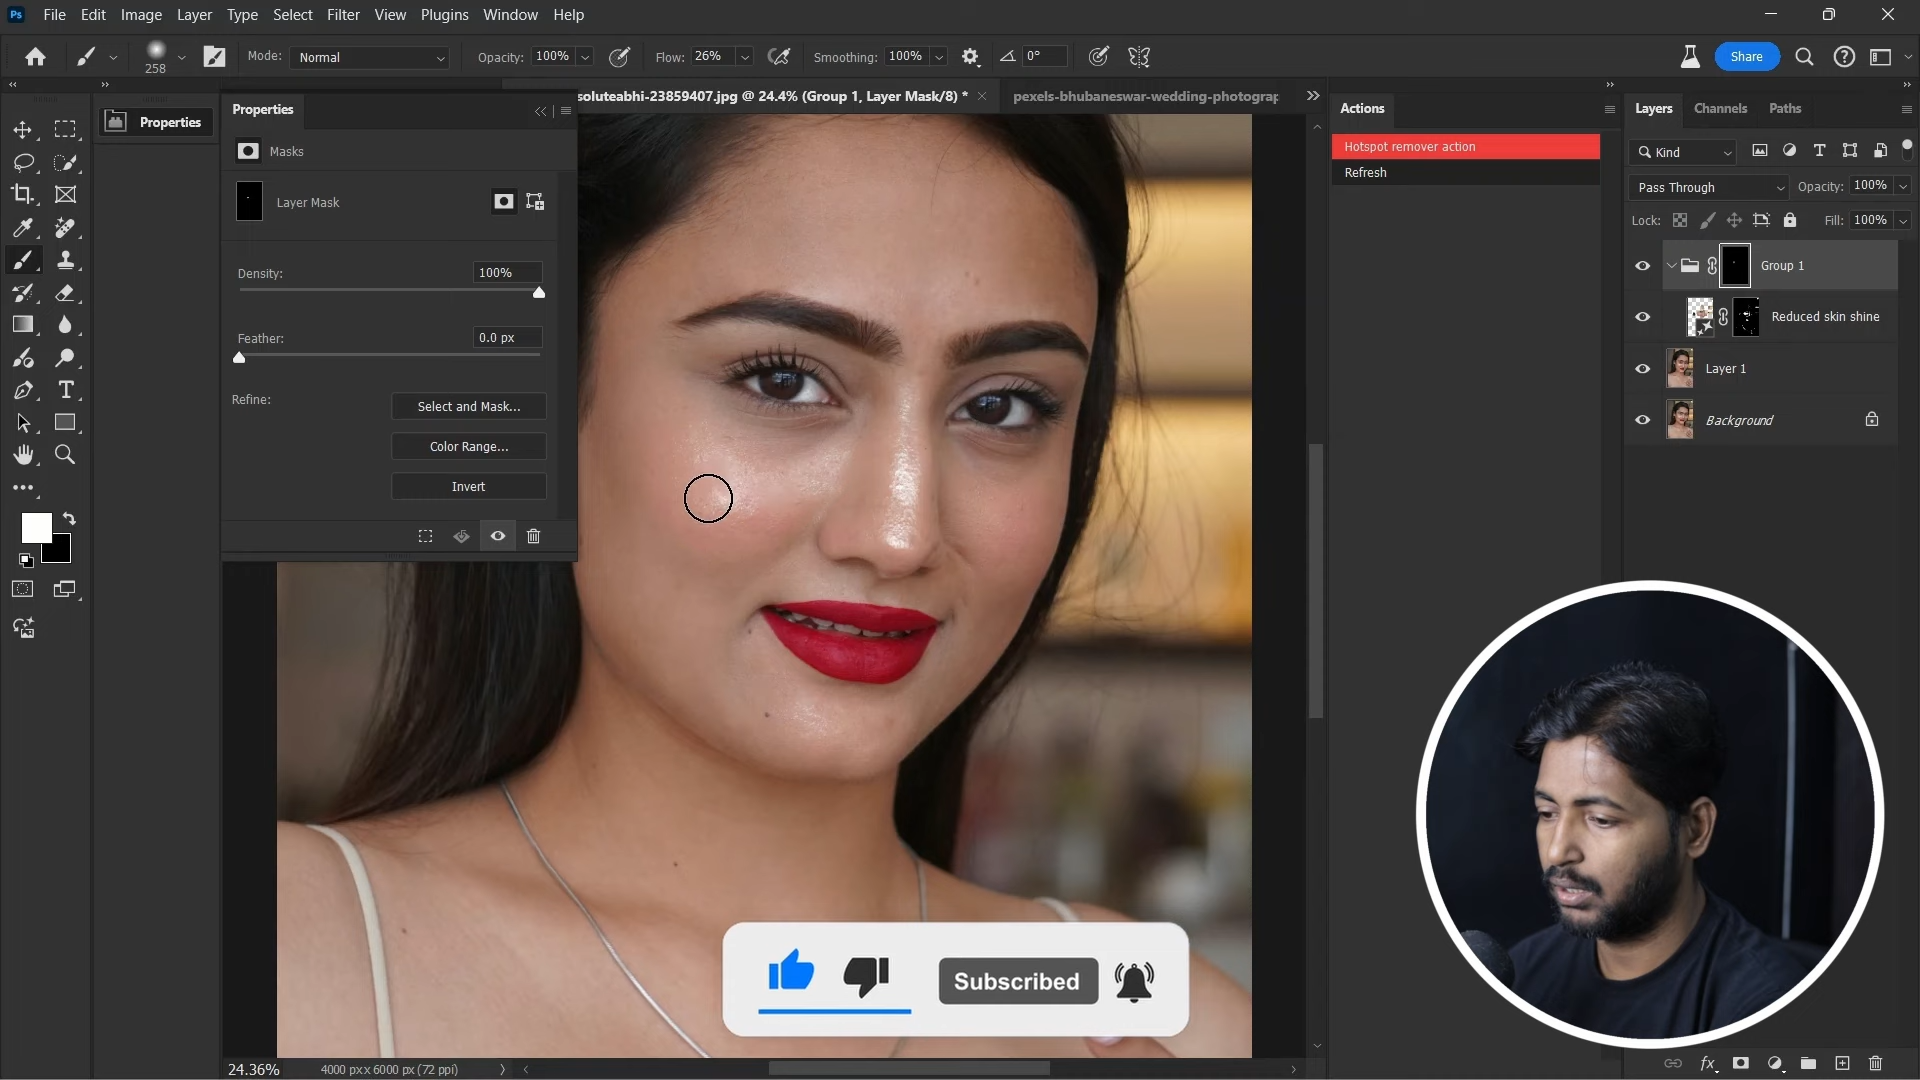 Ps File Edit Image Layer Type Select Filter View Plugins Window Help
258 Mode: Normal Opacity: 100% Flow: 26% Smoothing: 100% 0° Share
Properties
Properties
Masks
Layer Mask
Density: 100%
Feather: 0.0 px
Refine:
Select and Mask...
Color Range...
Invert
soluteabhi-23859407.jpg @ 24.4% (Group 1, Layer Mask/8) *
pexels-bhubaneswar-wedding-photograp
Actions
Hotspot remover action
Refresh
Layers Channels Paths
Kind
Pass Through Opacity: 100%
Lock: Fill: 100%
Group 1
Reduced skin shine
Layer 1
Background
Subscribed
24.36% 4000 px x 6000 px (72 ppi)
fx